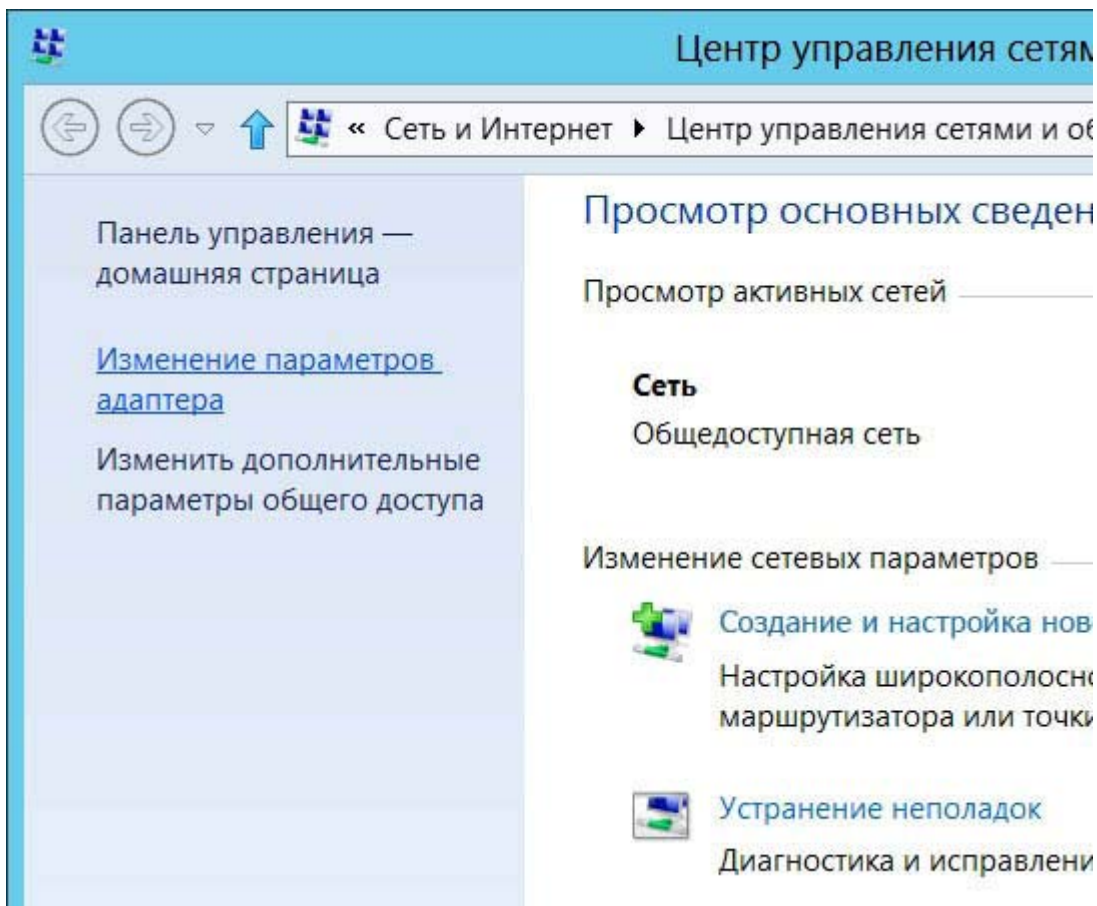 Центр управления сетям
« Сеть и Интернет ▸ Центр управления сетями и об
Панель управления —
домашняя страница
Изменение параметров
адаптера
Изменить дополнительные
параметры общего доступа
Просмотр основных сведен
Просмотр активных сетей
Сеть
Общедоступная сеть
Изменение сетевых параметров
Создание и настройка нов
Настройка широкополосно
маршрутизатора или точки
Устранение неполадок
Диагностика и исправлени